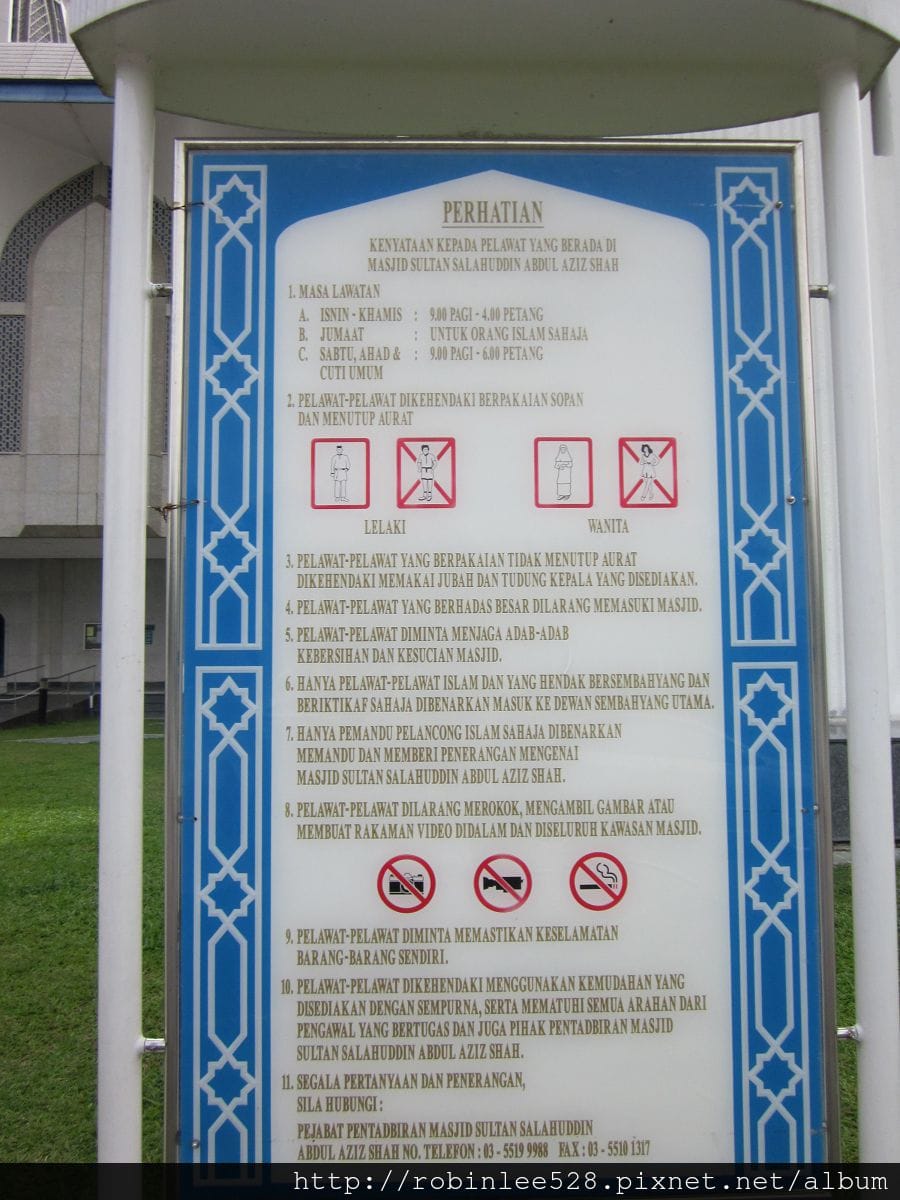 PERHATIAN
KENYATAAN KEPADA PELAWAT YANG BERADA DI
MASJID SULTAN SALAHUDDIN ABDUL AZIZ SHAH
1. MASA LAWATAN
A. ISNIN - KHAMIS : 9.00 PAGI - 4.00 PETANG
B. JUMAAT : UNTUK ORANG ISLAM SAHAJA
C. SABTU, AHAD & : 9.00 PAGI - 6.00 PETANG
CUTI UMUM
2. PELAWAT-PELAWAT DIKEHENDAKI BERPAKAIAN SOPAN
DAN MENUTUP AURAT
LELAKI WANITA
3. PELAWAT-PELAWAT YANG BERPAKAIAN TIDAK MENUTUP AURAT
DIKEHENDAKI MEMAKAI JUBAH DAN TUDUNG KEPALA YANG DISEDIAKAN.
4. PELAWAT-PELAWAT YANG BERHADAS BESAR DILARANG MEMASUKI MASJID.
5. PELAWAT-PELAWAT DIMINTA MENJAGA ADAB-ADAB
KEBERSIHAN DAN KESUCIAN MASJID.
6. HANYA PELAWAT-PELAWAT ISLAM DAN YANG HENDAK BERSEMBAHYANG DAN
BERIKTIKAF SAHAJA DIBENARKAN MASUK KE DEWAN SEMBAHYANG UTAMA.
7. HANYA PEMANDU PELANCONG ISLAM SAHAJA DIBENARKAN
MEMANDU DAN MEMBERI PENERANGAN MENGENAI
MASJID SULTAN SALAHUDDIN ABDUL AZIZ SHAH.
8. PELAWAT-PELAWAT DILARANG MEROKOK, MENGAMBIL GAMBAR ATAU
MEMBUAT RAKAMAN VIDEO DIDALAM DAN DISELURUH KAWASAN MASJID.
9. PELAWAT-PELAWAT DIMINTA MEMASTIKAN KESELAMATAN
BARANG-BARANG SENDIRI.
10. PELAWAT-PELAWAT DIKEHENDAKI MENGGUNAKAN KEMUDAHAN YANG
DISEDIAKAN DENGAN SEMPURNA, SERTA MEMATUHI SEMUA ARAHAN DARI
PENGAWAL YANG BERTUGAS DAN JUGA PIHAK PENTADBIRAN MASJID
SULTAN SALAHUDDIN ABDUL AZIZ SHAH.
11. SEGALA PERTANYAAN DAN PENERANGAN,
SILA HUBUNGI :
PEJABAT PENTADBIRAN MASJID SULTAN SALAHUDDIN
ABDUL AZIZ SHAH NO. TELEFON : 03 - 5519 9988 FAX : 03 - 5510 1317
http://robinlee528.pixnet.net/album